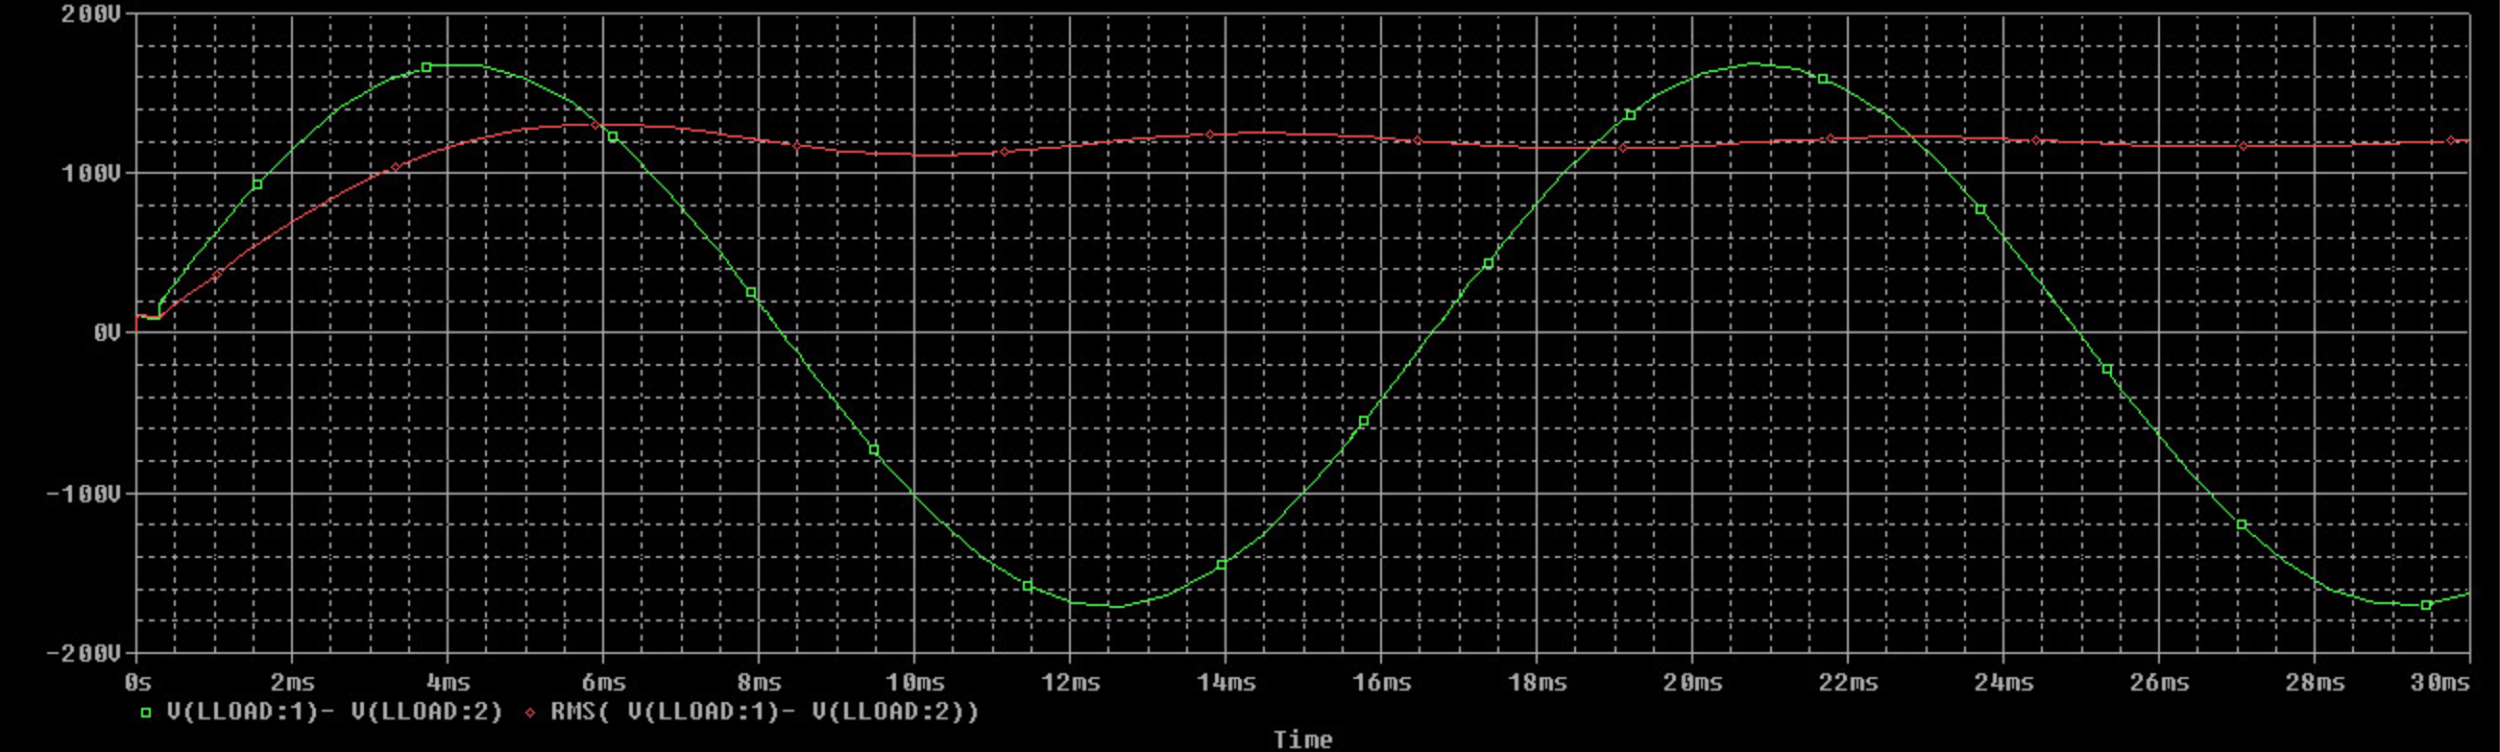 200V
100V
0V
-100V
-200V
0s 2ms 4ms 6ms 8ms 10ms 12ms 14ms 16ms 18ms 20ms 22ms 24ms 26ms 28ms 30ms
V(LLOAD:1)- V(LLOAD:2) RMS( V(LLOAD:1)- V(LLOAD:2))
Time